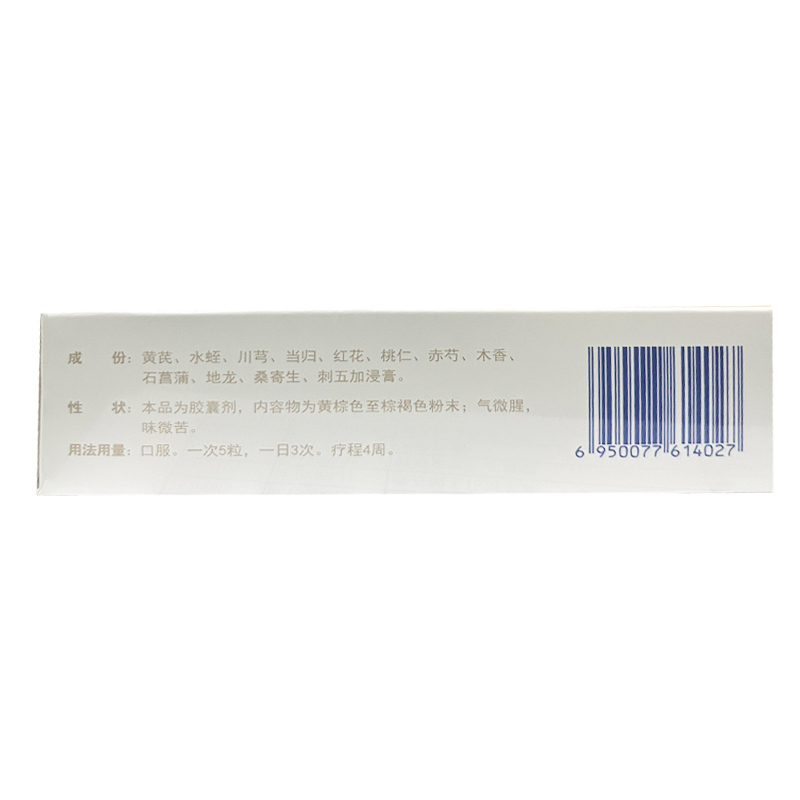 成 份：黄芪、水蛭、川芎、当归、红花、桃仁、赤芍、木香、
石菖蒲、地龙、桑寄生、刺五加浸膏。
性 状：本品为胶囊剂，内容物为黄棕色至棕褐色粉末；气微腥，
味微苦。
用法用量：口服。一次5粒，一日3次。疗程4周。
6 950077 614027